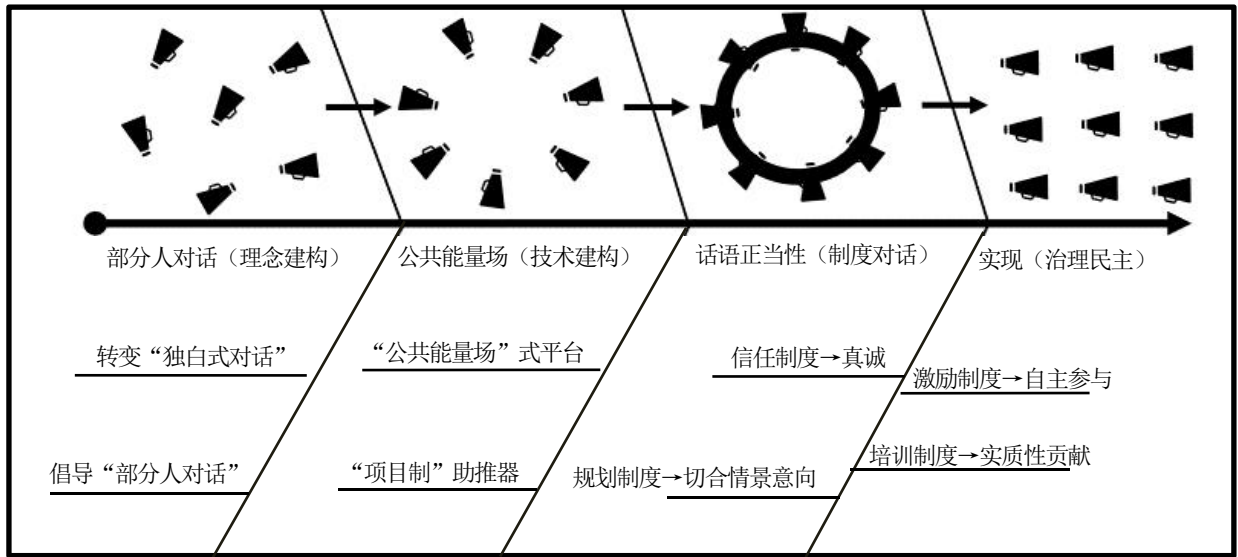 部分人对话（理念建构）
公共能量场（技术建构）
话语正当性（制度对话）
实现（治理民主）
转变“独白式对话”
“公共能量场”式平台
信任制度→真诚
激励制度→自主参与
倡导“部分人对话”
“项目制”助推器
规划制度→切合情景意向
培训制度→实质性贡献